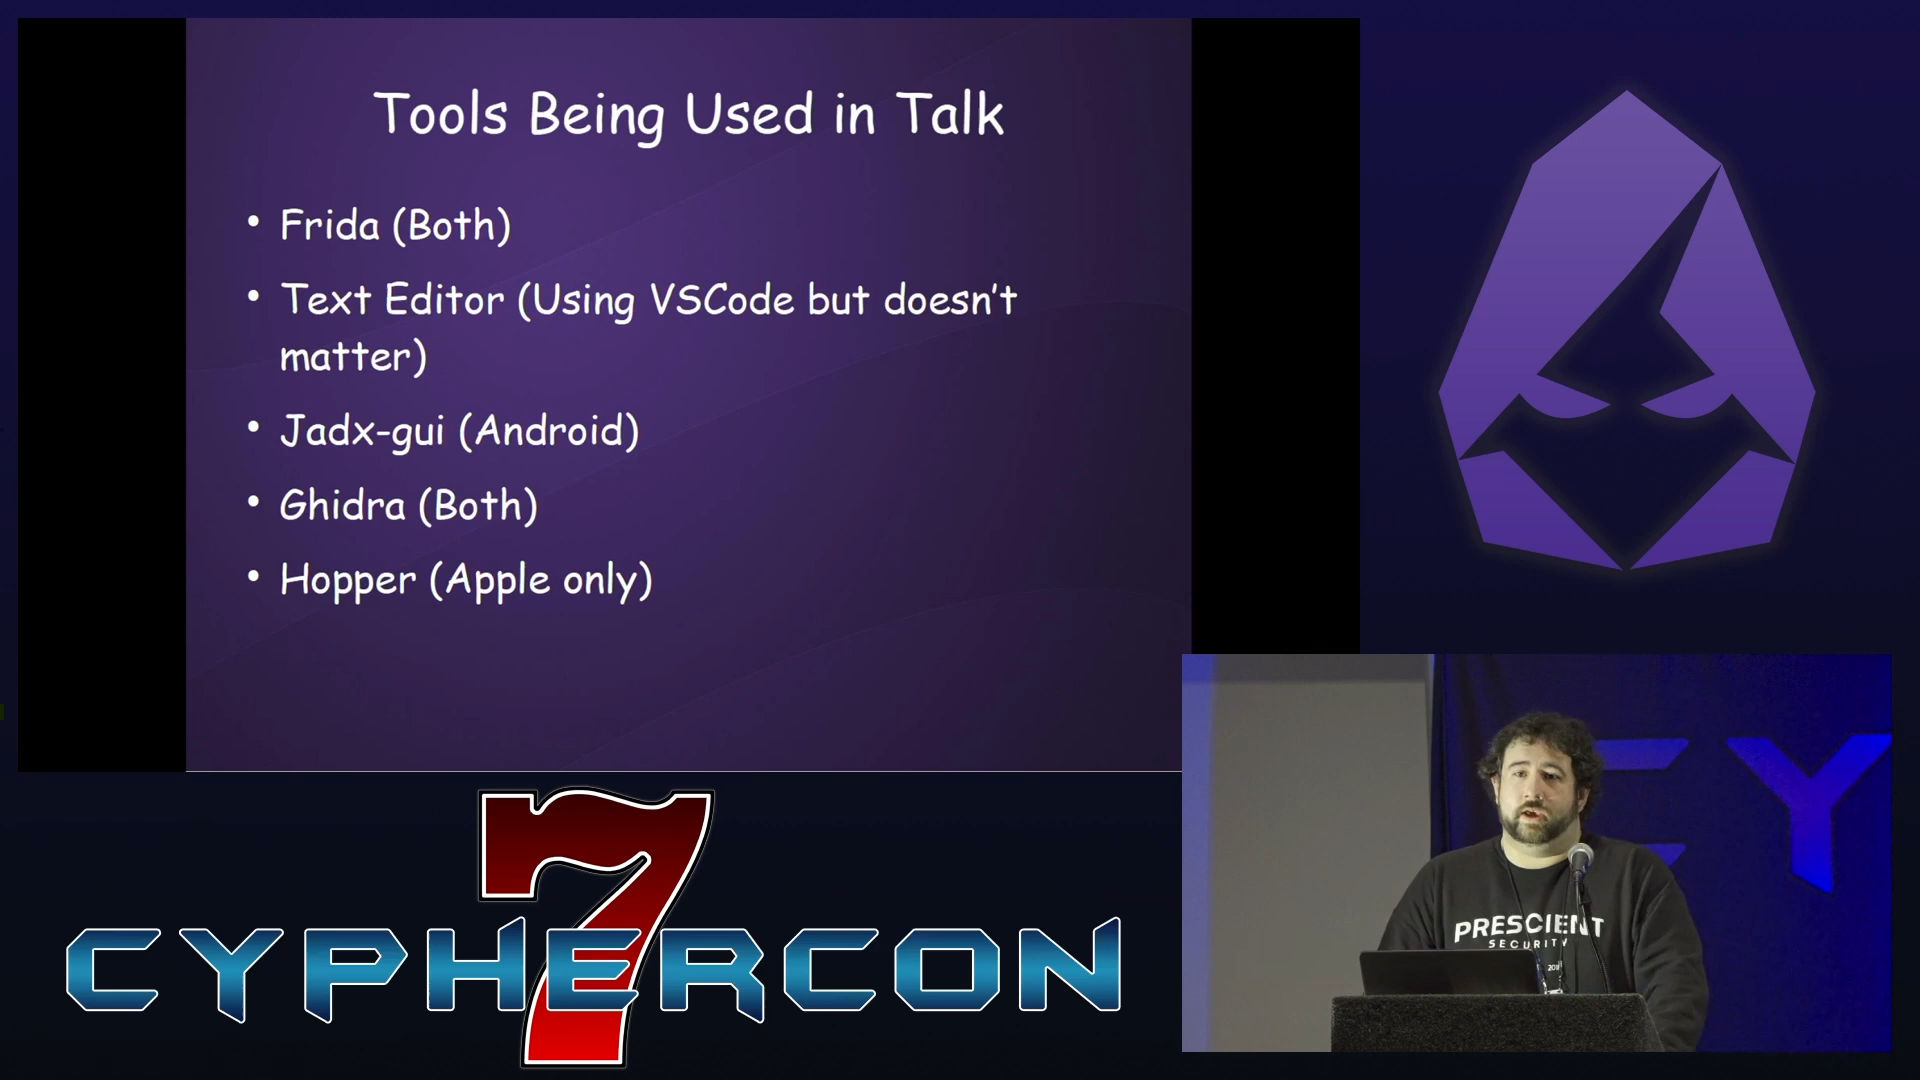 Tools Being Used in Talk
• Frida (Both)
• Text Editor (Using VSCode but doesn't
matter)
• Jadx-gui (Android)
• Ghidra (Both)
• Hopper (Apple only)
7
CYPHERCON
Y
PRESCIENT
SECURITY